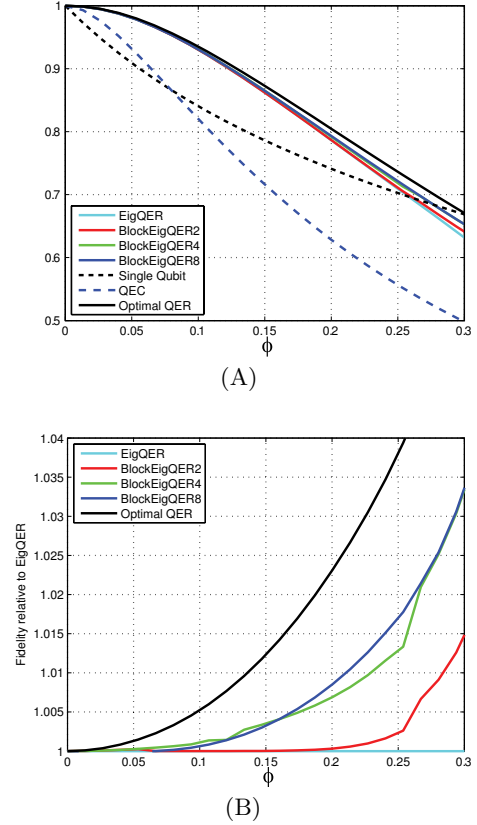 1
0.9
0.8
0.7
0.6
0.5
EigQER
BlockEigQER2
BlockEigQER4
BlockEigQER8
Single Qubit
QEC
Optimal QER
0 0.05 0.1 0.15 0.2 0.25 0.3
ϕ
(A)
Fidelity relative to EigQER
1.04
1.035
1.03
1.025
1.02
1.015
1.01
1.005
1
EigQER
BlockEigQER2
BlockEigQER4
BlockEigQER8
Optimal QER
0 0.05 0.1 0.15 0.2 0.25 0.3
ϕ
(B)